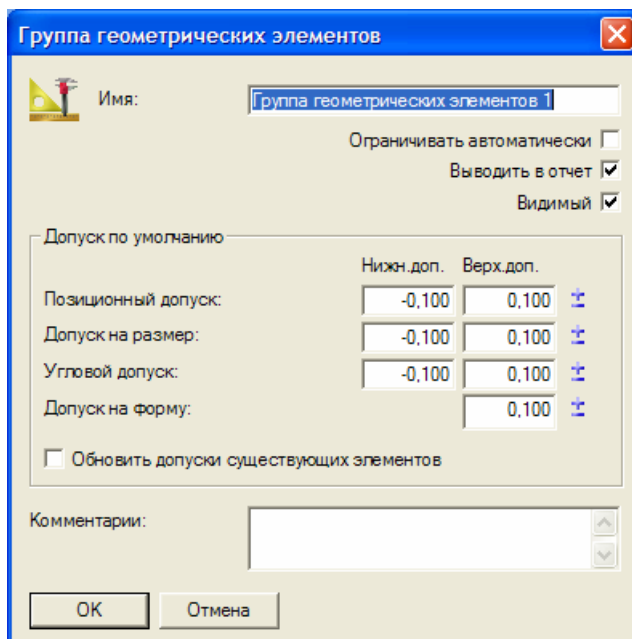 Группа геометрических элементов
Имя: Группа геометрических элементов 1
Ограничивать автоматически
Выводить в отчет
Видимый
Допуск по умолчанию
Нижн.доп. Верх.доп.
Позиционный допуск: -0,100 0,100
Допуск на размер: -0,100 0,100
Угловой допуск: -0,100 0,100
Допуск на форму: 0,100
Обновить допуски существующих элементов
Комментарии:
OK Отмена